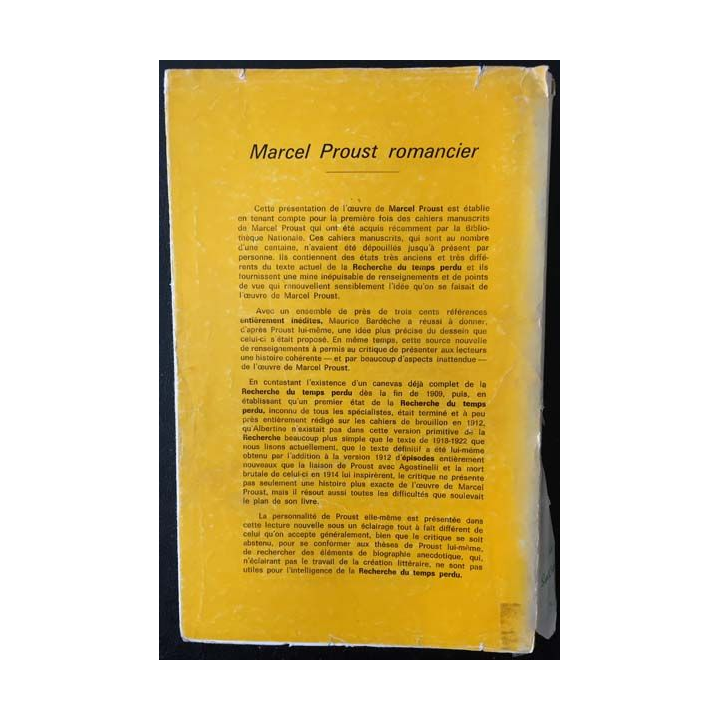 Marcel Proust romancier
Cette présentation de l'œuvre de Marcel Proust est établie
en tenant compte pour la première fois des cahiers manuscrits
de Marcel Proust qui ont été acquis récemment par la Biblio-
thèque Nationale. Ces cahiers manuscrits, qui sont au nombre
d'une centaine, n'avaient été dépouillés jusqu'à présent par
personne. Ils contiennent des états très anciens et très diffé-
rents du texte actuel de la Recherche du temps perdu et ils
fournissent une mine inépuisable de renseignements et de points
de vue qui renouvellent sensiblement l'idée qu'on se faisait de
l'œuvre de Marcel Proust.
Avec un ensemble de près de trois cents références
entièrement inédites, Maurice Bardèche a réussi à donner,
d'après Proust lui-même, une idée plus précise du dessein que
celui-ci s'était proposé. En même temps, cette source nouvelle
de renseignements à permis au critique de présenter aux lecteurs
une histoire cohérente — et par beaucoup d'aspects inattendue —
de l'œuvre de Marcel Proust.
En contestant l'existence d'un canevas déjà complet de la
Recherche du temps perdu dès la fin de 1909, puis, en
établissant qu'un premier état de la Recherche du temps
perdu, inconnu de tous les spécialistes, était terminé et à peu
près entièrement rédigé sur les cahiers de brouillon en 1912,
qu'Albertine n'existait pas dans cette version primitive de la
Recherche beaucoup plus simple que le texte de 1918-1922 que
nous lisons actuellement, que le texte définitif a été lui-même
obtenu par l'addition à la version 1912 d'épisodes entièrement
nouveaux que la liaison de Proust avec Agostinelli et la mort
brutale de celui-ci en 1914 lui inspirèrent, le critique ne présente
pas seulement une histoire plus exacte de l'œuvre de Marcel
Proust, mais il résout aussi toutes les difficultés que soulevait
le plan de son livre.
La personnalité de Proust elle-même est présentée dans
cette lecture nouvelle sous un éclairage tout à fait différent de
celui qu'on accepte généralement, bien que le critique se soit
abstenu, pour se conformer aux thèses de Proust lui-même,
de rechercher des éléments de biographie anecdotique, qui,
n'éclairant pas le travail de la création littéraire, ne sont pas
utiles pour l'intelligence de la Recherche du temps perdu.